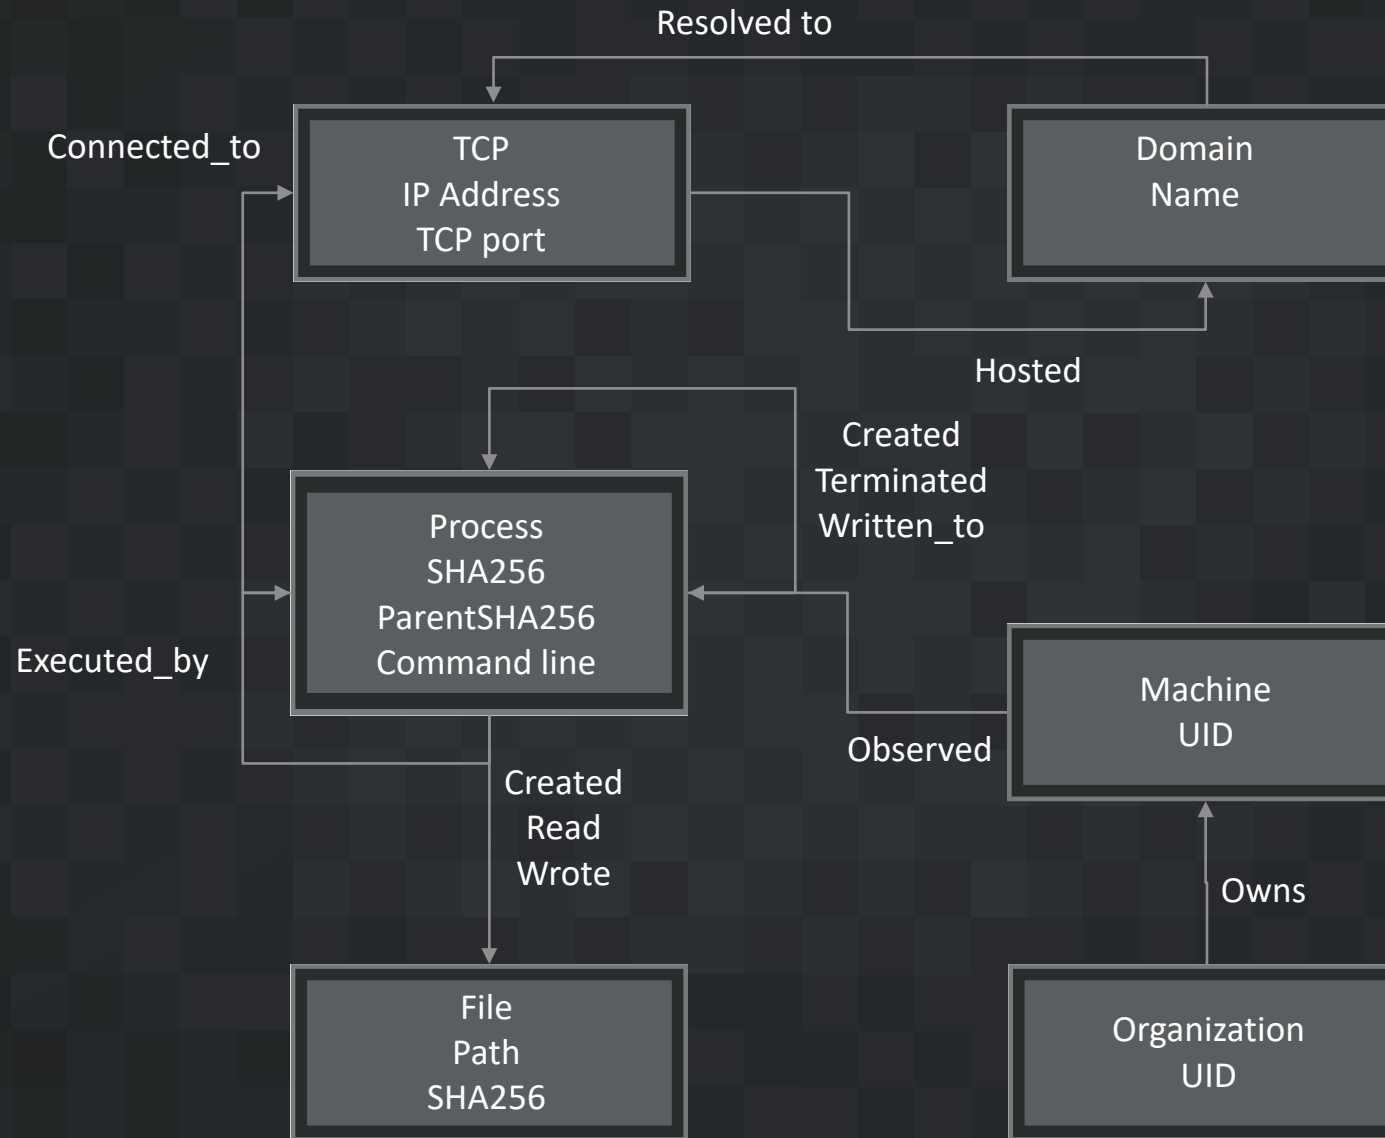 Resolved to
Connected_to
TCP
IP Address
TCP port
Domain
Name
Hosted
Created
Terminated
Written_to
Process
SHA256
ParentSHA256
Command line
Executed_by
Machine
UID
Observed
Created
Read
Wrote
Owns
File
Path
SHA256
Organization
UID